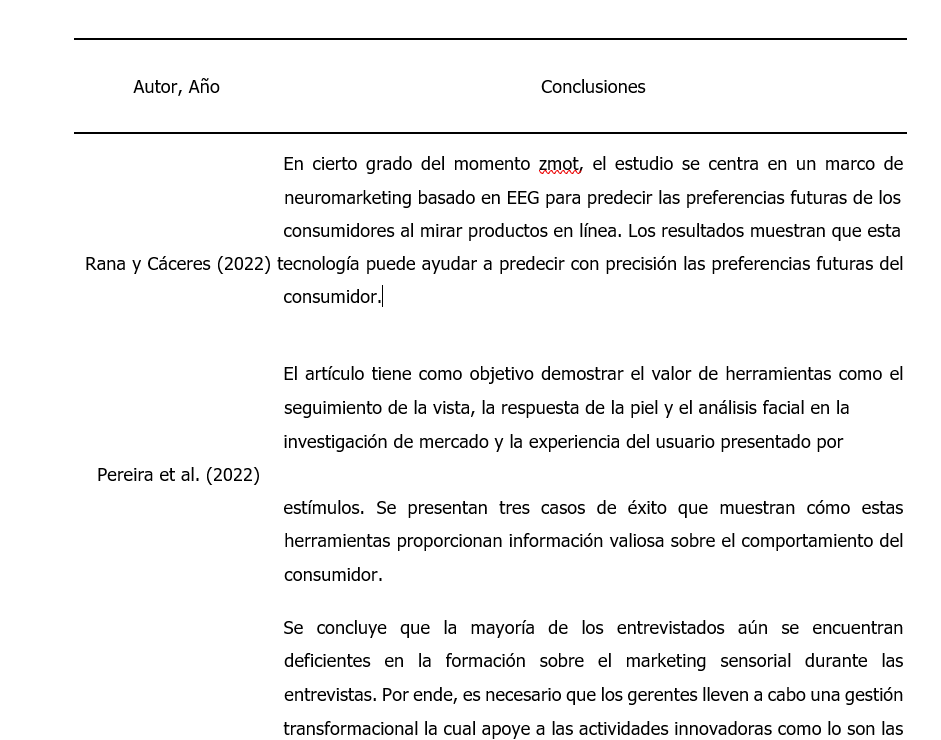 Autor, Año
Conclusiones
En cierto grado del momento zmot, el estudio se centra en un marco de
neuromarketing basado en EEG para predecir las preferencias futuras de los
consumidores al mirar productos en línea. Los resultados muestran que esta
Rana y Cáceres (2022) tecnología puede ayudar a predecir con precisión las preferencias futuras del
consumidor.
El artículo tiene como objetivo demostrar el valor de herramientas como el
seguimiento de la vista, la respuesta de la piel y el análisis facial en la
investigación de mercado y la experiencia del usuario presentado por
Pereira et al. (2022)
estímulos. Se presentan tres casos de éxito que muestran cómo estas
herramientas proporcionan información valiosa sobre el comportamiento del
consumidor.
Se concluye que la mayoría de los entrevistados aún se encuentran
deficientes en la formación sobre el marketing sensorial durante las
entrevistas. Por ende, es necesario que los gerentes lleven a cabo una gestión
transformacional la cual apoye a las actividades innovadoras como lo son las